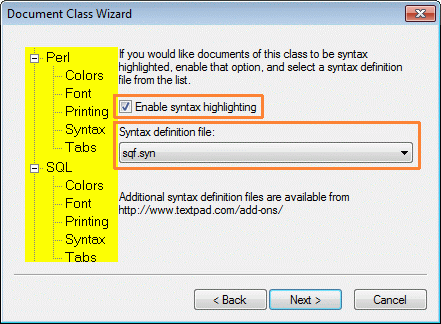 Document Class Wizard
Perl
Colors
Font
Printing
Syntax
Tabs
SQL
Colors
Font
Printing
Syntax
Tabs
If you would like documents of this class to be syntax
highlighted, enable that option, and select a syntax definition
file from the list.
Enable syntax highlighting
Syntax definition file:
sqf.syn
Additional syntax definition files are available from
http://www.textpad.com/add-ons/
< Back
Next >
Cancel